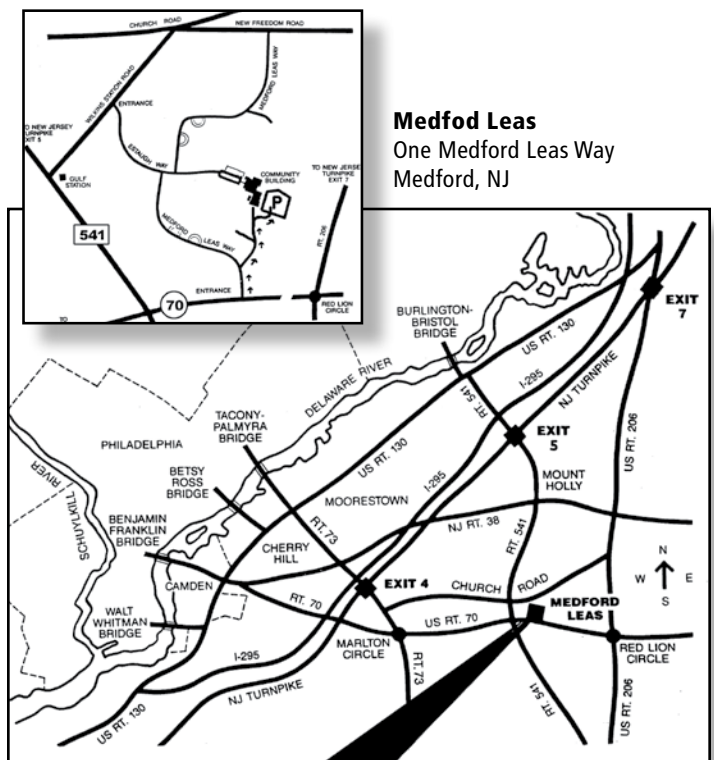 CHURCH ROAD
NEW FREEDOM ROAD
WILKINS STATION ROAD
MEDFORD LEAS WAY
ENTRANCE
ESTAUGH WAY
GULF
STATION
COMMUNITY
BUILDING
P
TO NEW JERSE
TURNPIKE
EXIT 7
541
MEDFORD LEAS WAY
RT. 206
ENTRANCE
70
RED LION
CIRCLE
TO
O NEW JERSEY
URNPIKE
XIT 5
Medfod Leas
One Medford Leas Way
Medford, NJ
BURLINGTON-
BRISTOL
BRIDGE
US RT. 130
EXIT
7
I-295
NJ TURNPIKE
RT. 541
DELAWARE RIVER
TACONY-
PALMYRA
BRIDGE
EXIT
5
US RT. 206
PHILADELPHIA
US RT. 130
BETSY
ROSS
BRIDGE
I-295
MOUNT
HOLLY
SCHUYLKILL
RIVER
MOORESTOWN
BENJAMIN
FRANKLIN
BRIDGE
RT.73
NJ RT. 38
RT. 541
CHERRY
HILL
N
W E
S
CAMDEN
EXIT 4
CHURCH ROAD
RT. 70
MEDFORD
LEAS
WALT
WHITMAN
BRIDGE
US RT. 70
MARLTON
CIRCLE
RED LION
CIRCLE
I-295
RT.73
NJ TURNPIKE
RT. 541
US RT. 206
US RT. 130